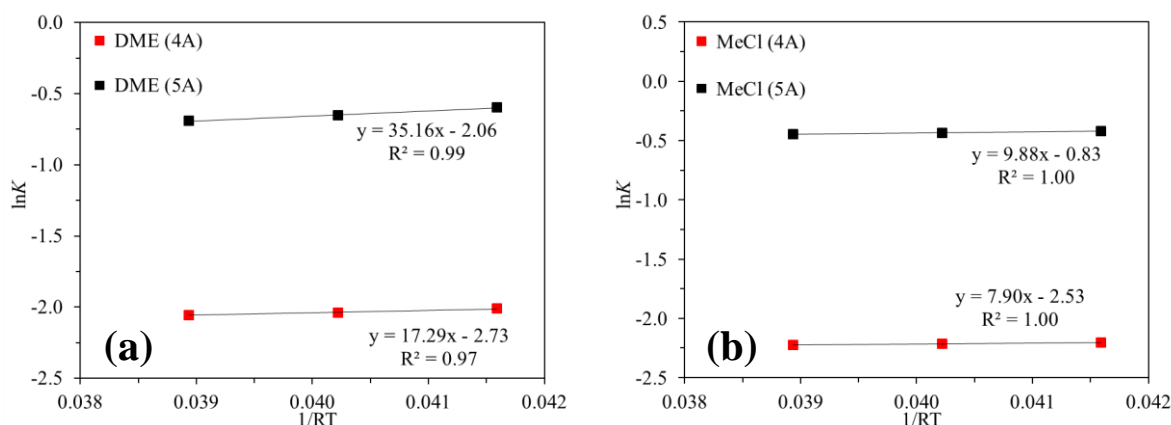 0.0
-0.5
-1.0
-1.5
-2.0
-2.5
lnK
DME (4A)
DME (5A)
y = 35.16x - 2.06
R² = 0.99
y = 17.29x - 2.73
R² = 0.97
(a)
0.038
0.039
0.040
0.041
0.042
1/RT
0.5
0.0
-0.5
-1.0
-1.5
-2.0
-2.5
lnK
MeCl (4A)
MeCl (5A)
y = 9.88x - 0.83
R² = 1.00
y = 7.90x - 2.53
R² = 1.00
(b)
0.038
0.039
0.040
0.041
0.042
1/RT